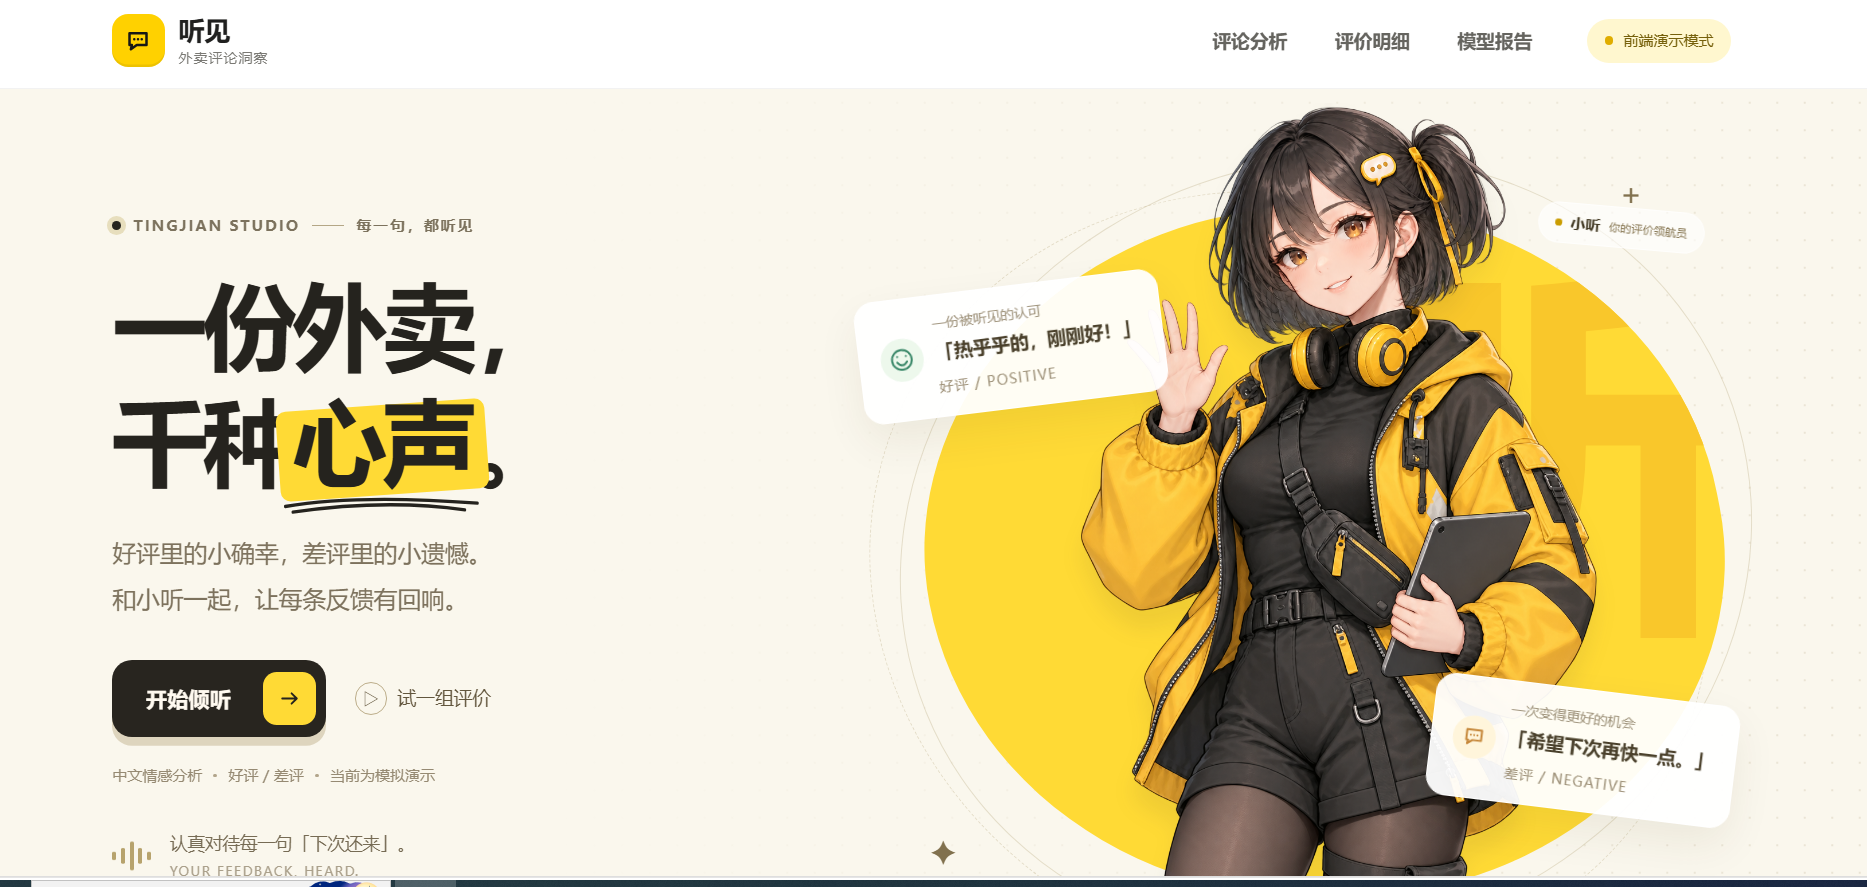 听见
外卖评论洞察
评论分析
评价明细
模型报告
前端演示模式
TINGJIAN STUDIO
每一句，都听见
一份外卖，
千种心声。
好评里的小确幸，差评里的小遗憾。
和小听一起，让每条反馈有回响。
开始倾听 →
试一组评价
中文情感分析 • 好评 / 差评 • 当前为模拟演示
认真对待每一句「下次还来」。
YOUR FEEDBACK, HEARD.
小听 你的评价领航员
一份被听见的认可
「热乎乎的，刚刚好！」
好评 / POSITIVE
一次变得更好的机会
「希望下次再快一点。」
差评 / NEGATIVE